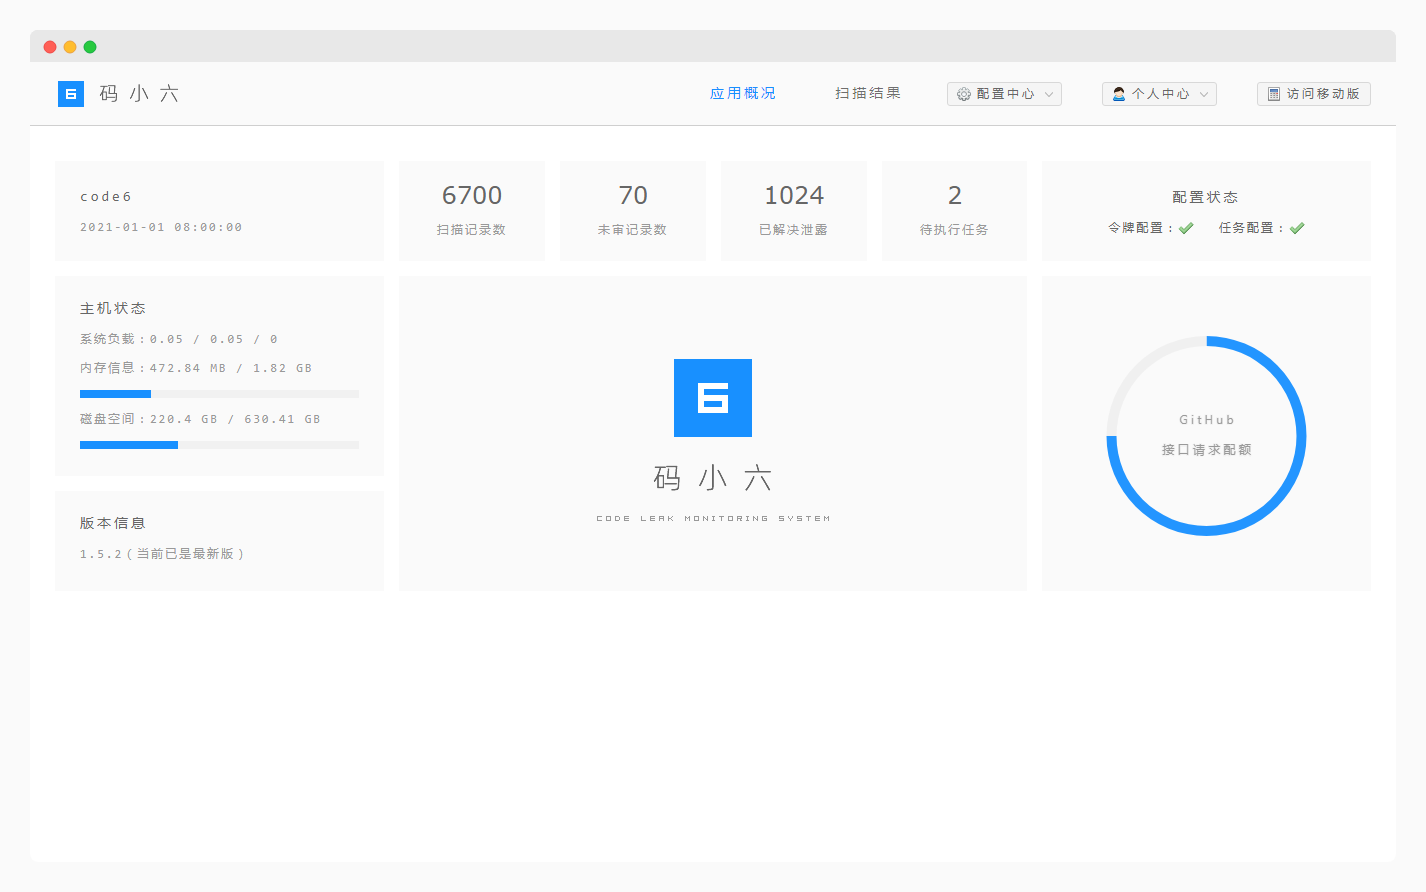 码小六
应用概况
扫描结果
配置中心
个人中心
访问移动版
code6
2021-01-01 08:00:00
6700
扫描记录数
70
未审记录数
1024
已解决泄露
2
待执行任务
配置状态
令牌配置： 任务配置：
主机状态
系统负载：0.05 / 0.05 / 0
内存信息：472.84 MB / 1.82 GB
磁盘空间：220.4 GB / 630.41 GB
版本信息
1.5.2（当前已是最新版）
6
码小六
CODE LEAK MONITORING SYSTEM
GitHub
接口请求配额